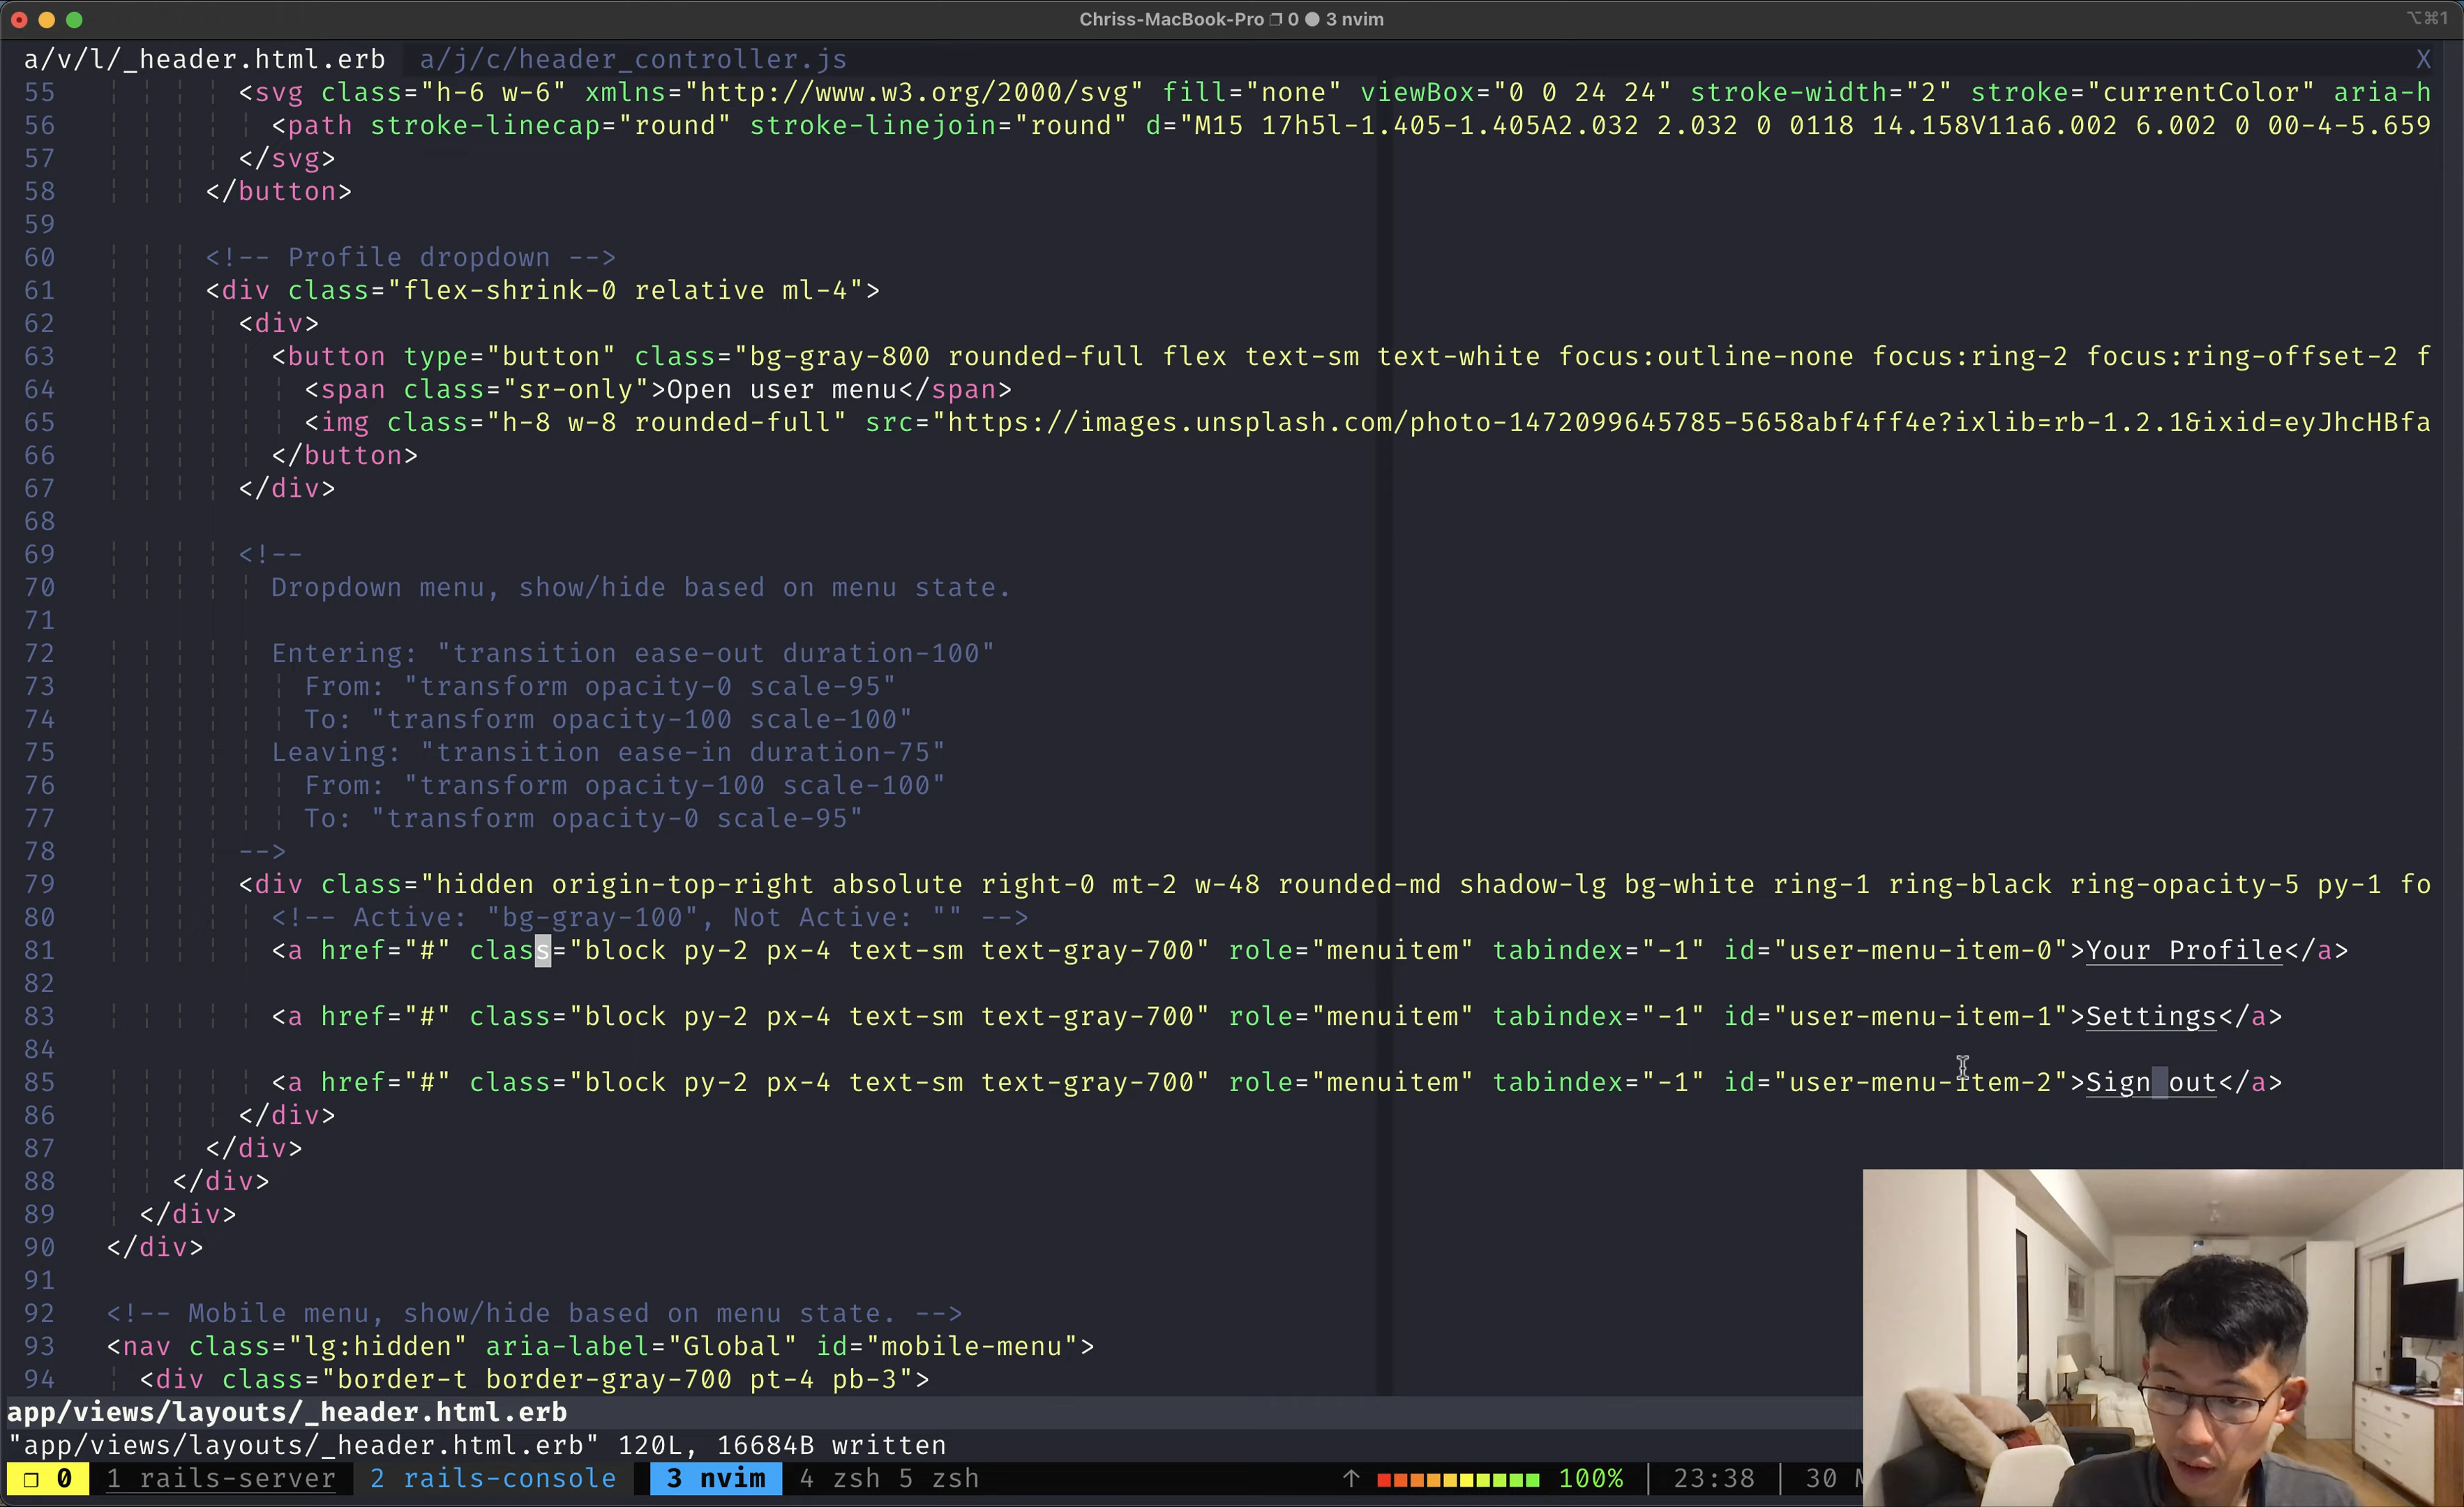 Chriss-MacBook-Pro ❐ 0 ● 3 nvim
⌥⌘1
a/v/l/_header.html.erb a/j/c/header_controller.js X
55 <svg class="h-6 w-6" xmlns="http://www.w3.org/2000/svg" fill="none" viewBox="0 0 24 24" stroke-width="2" stroke="currentColor" aria-h
56 <path stroke-linecap="round" stroke-linejoin="round" d="M15 17h5l-1.405-1.405A2.032 2.032 0 0118 14.158V11a6.002 6.002 0 00-4-5.659
57 </svg>
58 </button>
59
60 <!-- Profile dropdown -->
61 <div class="flex-shrink-0 relative ml-4">
62 <div>
63 <button type="button" class="bg-gray-800 rounded-full flex text-sm text-white focus:outline-none focus:ring-2 focus:ring-offset-2 f
64 <span class="sr-only">Open user menu</span>
65 <img class="h-8 w-8 rounded-full" src="https://images.unsplash.com/photo-1472099645785-5658abf4ff4e?ixlib=rb-1.2.1&ixid=eyJhcHBfa
66 </button>
67 </div>
68
69 <!--
70 Dropdown menu, show/hide based on menu state.
71
72 Entering: "transition ease-out duration-100"
73 From: "transform opacity-0 scale-95"
74 To: "transform opacity-100 scale-100"
75 Leaving: "transition ease-in duration-75"
76 From: "transform opacity-100 scale-100"
77 To: "transform opacity-0 scale-95"
78 -->
79 <div class="hidden origin-top-right absolute right-0 mt-2 w-48 rounded-md shadow-lg bg-white ring-1 ring-black ring-opacity-5 py-1 fo
80 <!-- Active: "bg-gray-100", Not Active: "" -->
81 <a href="#" class="block py-2 px-4 text-sm text-gray-700" role="menuitem" tabindex="-1" id="user-menu-item-0">Your Profile</a>
82
83 <a href="#" class="block py-2 px-4 text-sm text-gray-700" role="menuitem" tabindex="-1" id="user-menu-item-1">Settings</a>
84
85 <a href="#" class="block py-2 px-4 text-sm text-gray-700" role="menuitem" tabindex="-1" id="user-menu-item-2">Sign out</a>
86 </div>
87 </div>
88 </div>
89 </div>
90 </div>
91
92 <!-- Mobile menu, show/hide based on menu state. -->
93 <nav class="lg:hidden" aria-label="Global" id="mobile-menu">
94 <div class="border-t border-gray-700 pt-4 pb-3">
app/views/layouts/_header.html.erb
"app/views/layouts/_header.html.erb" 120L, 16684B written
❐ 0 1 rails-server 2 rails-console 3 nvim 4 zsh 5 zsh ↑ 100% | 23:38 | 30